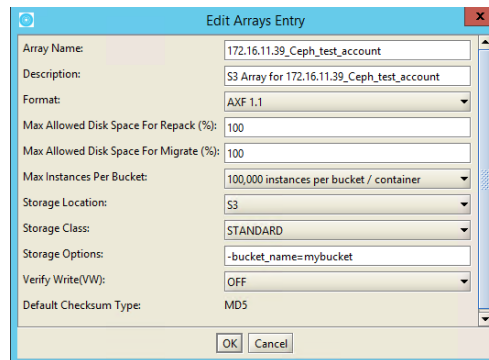 Edit Arrays Entry
x
Array Name: 172.16.11.39_Ceph_test_account
Description: S3 Array for 172.16.11.39_Ceph_test_account
Format: AXF 1.1
Max Allowed Disk Space For Repack (%): 100
Max Allowed Disk Space For Migrate (%): 100
Max Instances Per Bucket: 100,000 instances per bucket / container
Storage Location: S3
Storage Class: STANDARD
Storage Options: -bucket_name=mybucket
Verify Write(VW): OFF
Default Checksum Type: MD5
OK Cancel